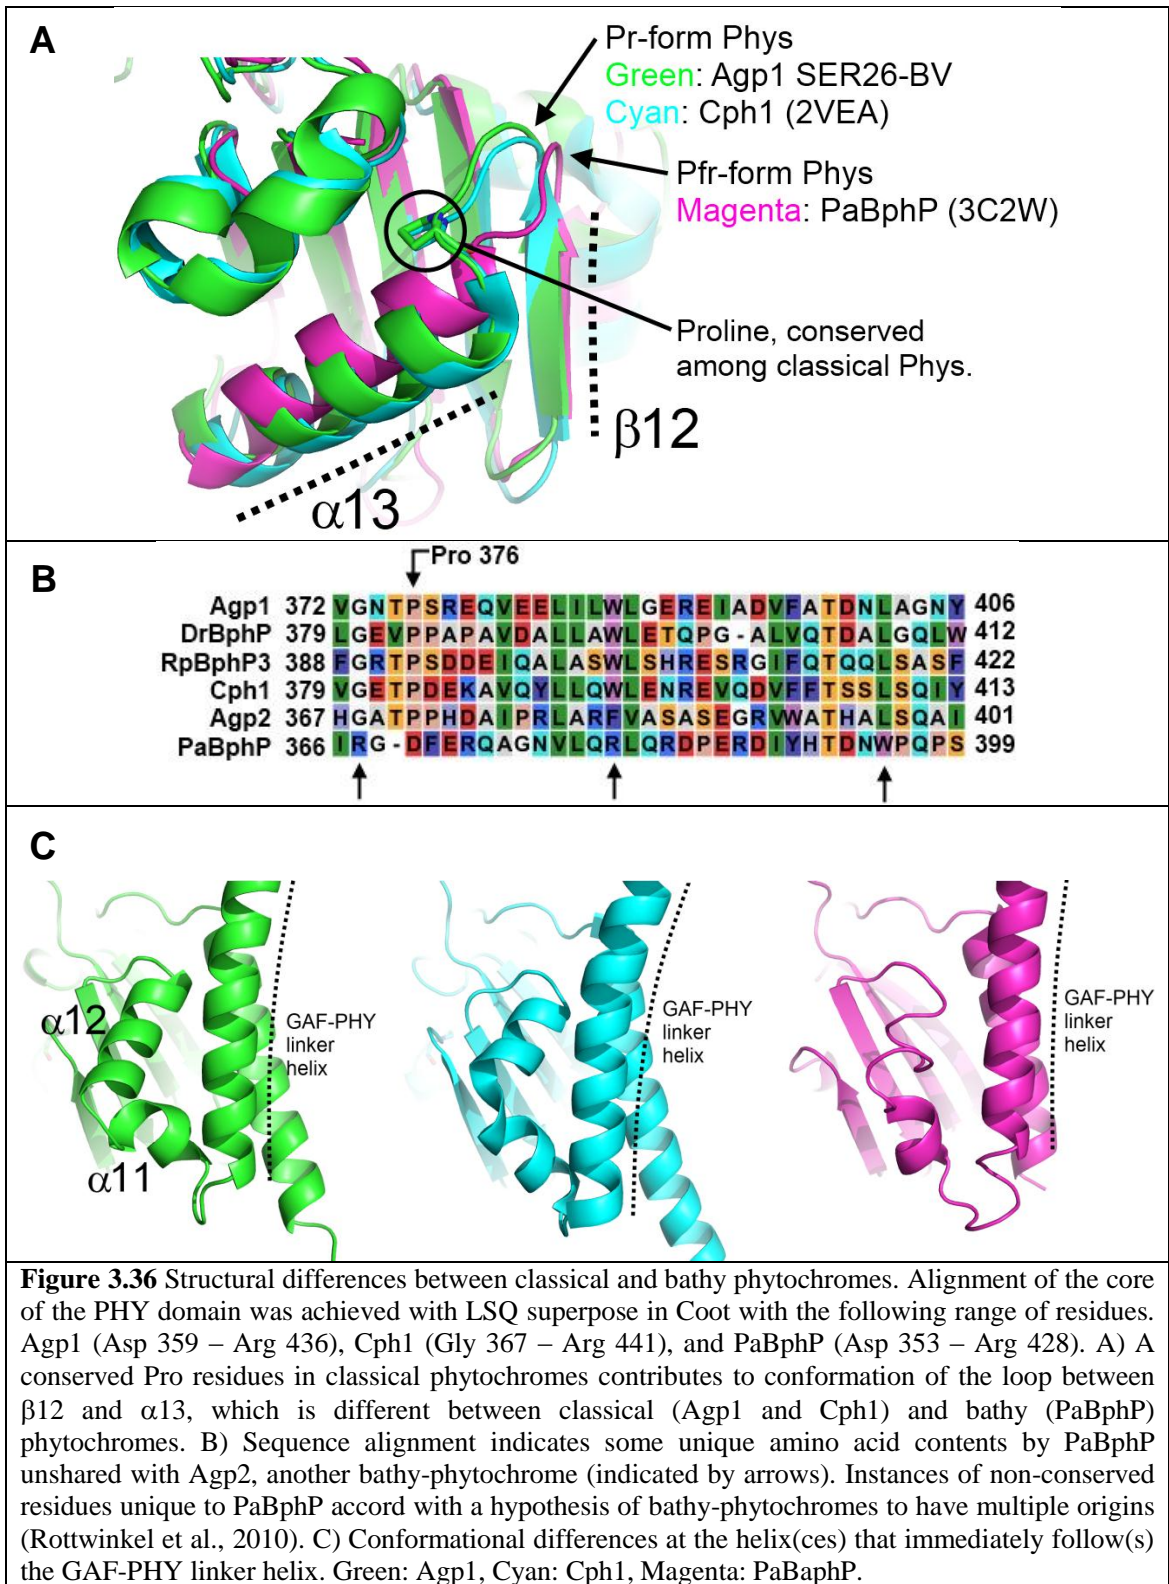 A
Pr-form Phys
Green: Agp1 SER26-BV
Cyan: Cph1 (2VEA)
Pfr-form Phys
Magenta: PaBphP (3C2W)
Proline, conserved
among classical Phys.
β12
α13
B
Pro 376
Agp1 372 VGNTPSREQVEELILWLGEREIADVFATDNLAGNY 406
DrBphP 379 LGEVPPAPAVDALLAWLETQPG-ALVQTDALGQLW 412
RpBphP3 388 FGRTPSDDEIQALASWLSHRESRGIFQTQQLSASF 422
Cph1 379 VGETPDEKAVQYLLQWLENREVQDVFFTSSLSQIY 413
Agp2 367 HGATPPHDAIPRLARFVASASEGRVWATHALSQAI 401
PaBphP 366 IRG-DFERQAGNVLQRLQRDPERDIYHTDNWPQPS 399
C
α12
α11
GAF-PHY
linker
helix
GAF-PHY
linker
helix
GAF-PHY
linker
helix
Figure 3.36 Structural differences between classical and bathy phytochromes. Alignment of the core
of the PHY domain was achieved with LSQ superpose in Coot with the following range of residues.
Agp1 (Asp 359 – Arg 436), Cph1 (Gly 367 – Arg 441), and PaBphP (Asp 353 – Arg 428). A) A
conserved Pro residues in classical phytochromes contributes to conformation of the loop between
β12 and α13, which is different between classical (Agp1 and Cph1) and bathy (PaBphP)
phytochromes. B) Sequence alignment indicates some unique amino acid contents by PaBphP
unshared with Agp2, another bathy-phytochrome (indicated by arrows). Instances of non-conserved
residues unique to PaBphP accord with a hypothesis of bathy-phytochromes to have multiple origins
(Rottwinkel et al., 2010). C) Conformational differences at the helix(ces) that immediately follow(s)
the GAF-PHY linker helix. Green: Agp1, Cyan: Cph1, Magenta: PaBaphP.